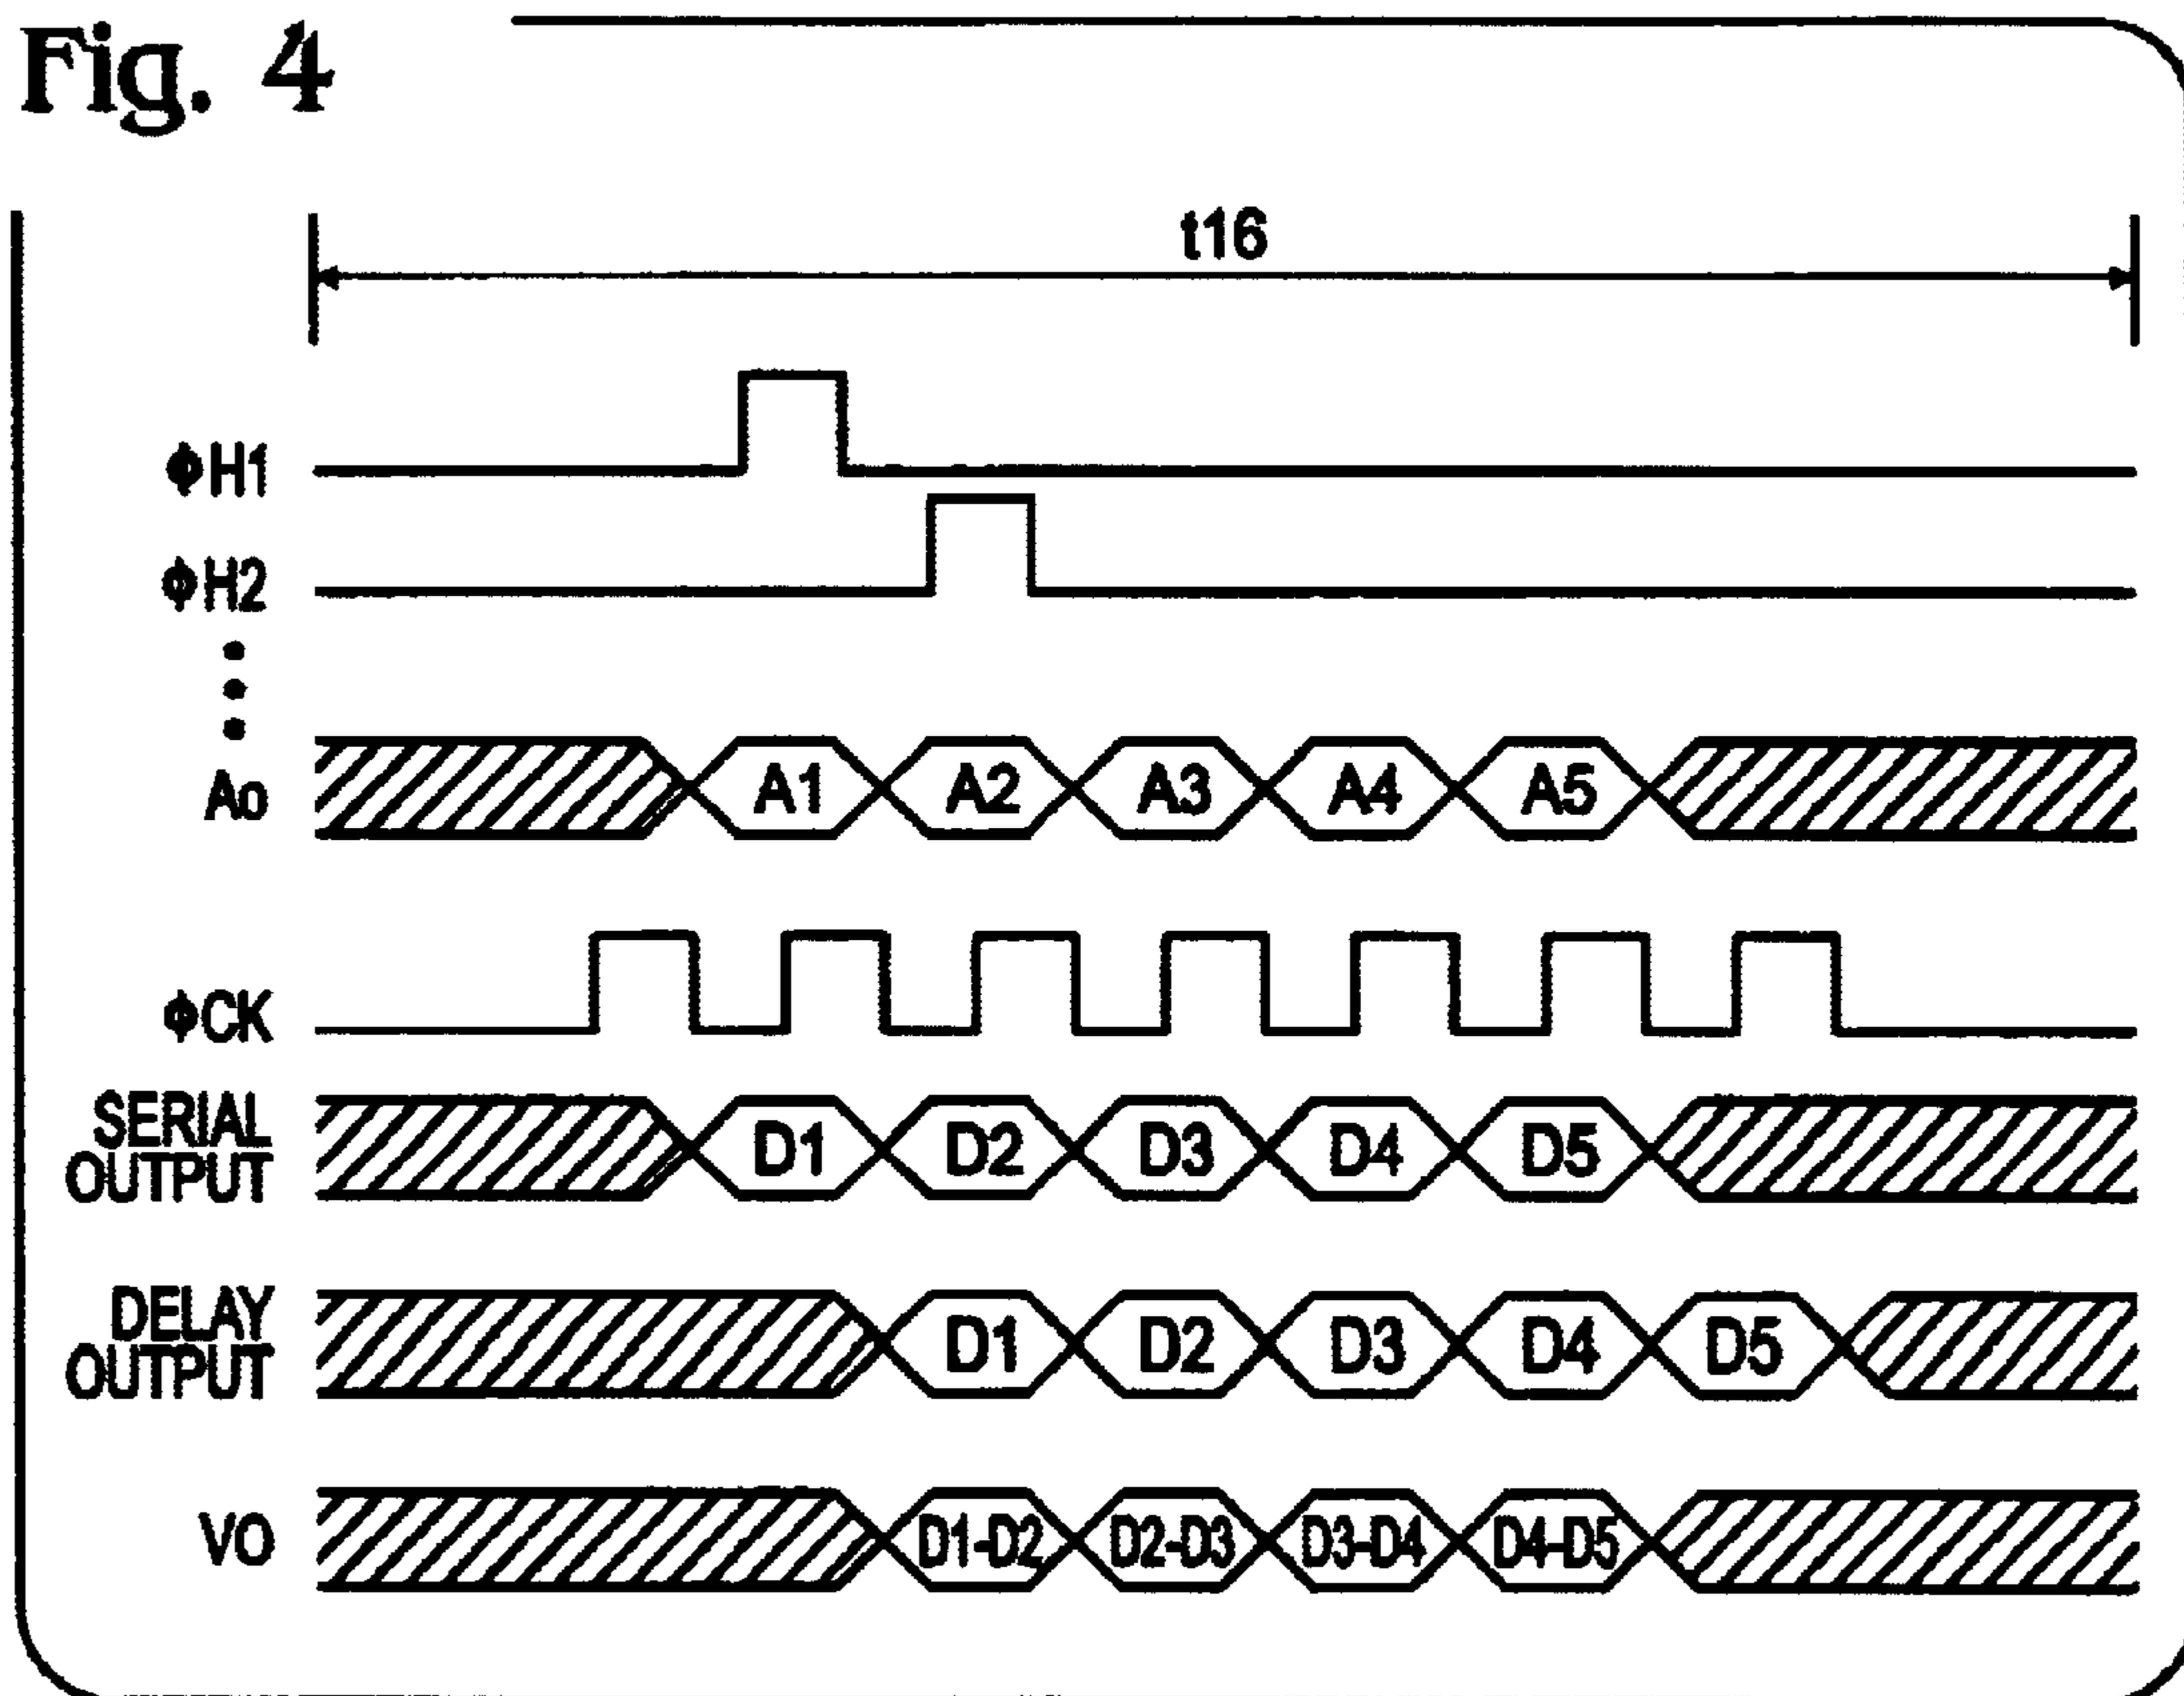 Fig. 4
t16
ΦH1
ΦH2
Ao
A1 A2 A3 A4 A5
ΦCK
SERIAL
OUTPUT
D1 D2 D3 D4 D5
DELAY
OUTPUT
D1 D2 D3 D4 D5
VO
D1-D2 D2-D3 D3-D4 D4-D5